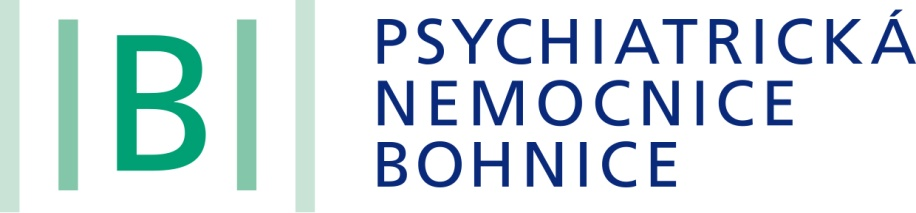 B
PSYCHIATRICKÁ
NEMOCNICE
BOHNICE